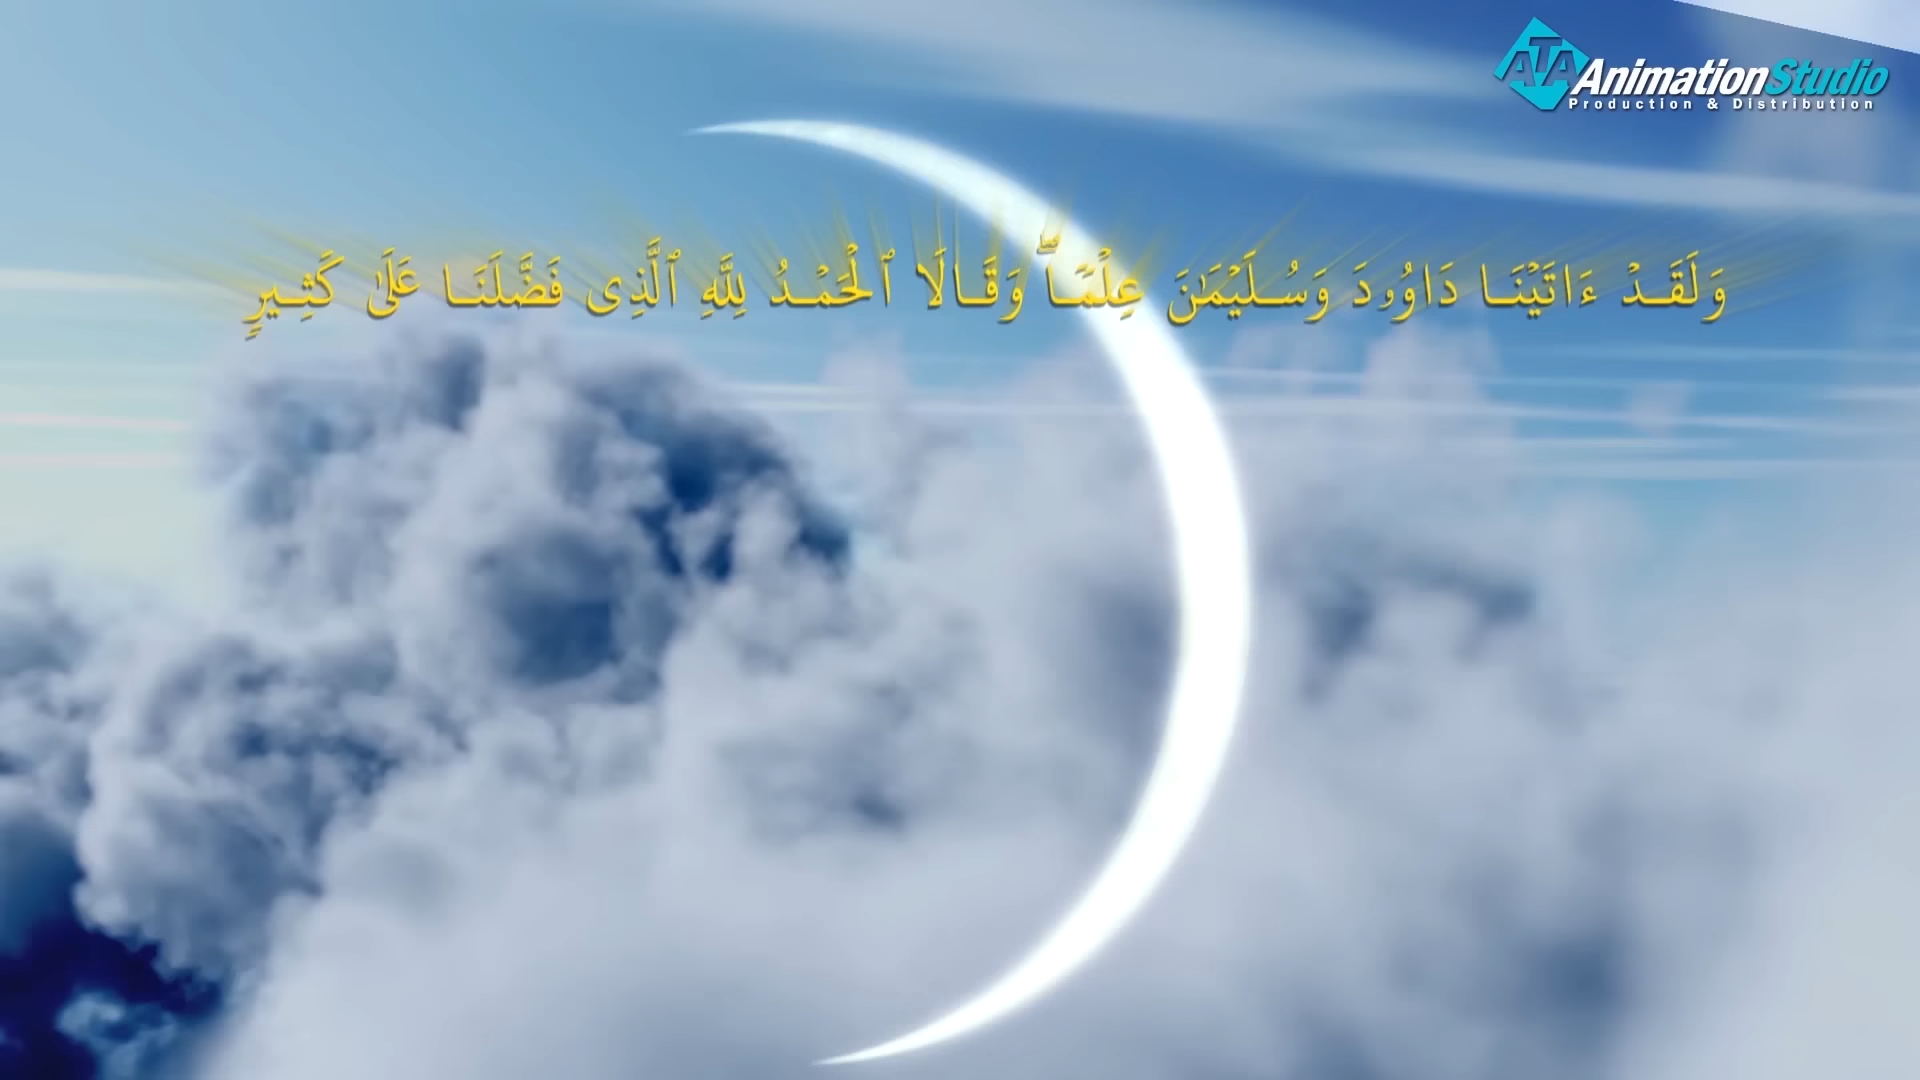 ATA AnimationStudio
Production & Distribution
وَلَقَدْ ءَاتَيْنَا دَاوُۥدَ وَسُلَيْمَٰنَ عِلْمًۭا ۖ وَقَالَا ٱلْحَمْدُ لِلَّهِ ٱلَّذِى فَضَّلَنَا عَلَىٰ كَثِيرٍۢ